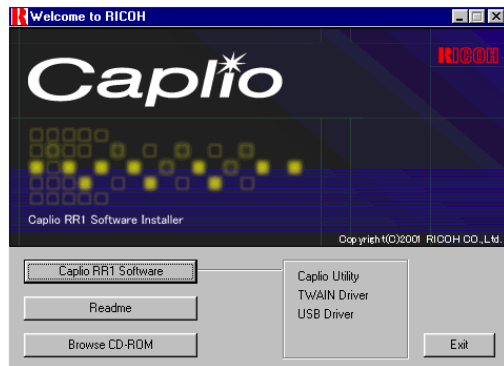 Welcome to RICOH
RICOH
Caplio
Caplio RR1 Software Installer
Copyright(C)2001 RICOH CO.,Ltd.
Caplio RR1 Software
Caplio Utility
TWAIN Driver
USB Driver
Readme
Browse CD-ROM
Exit